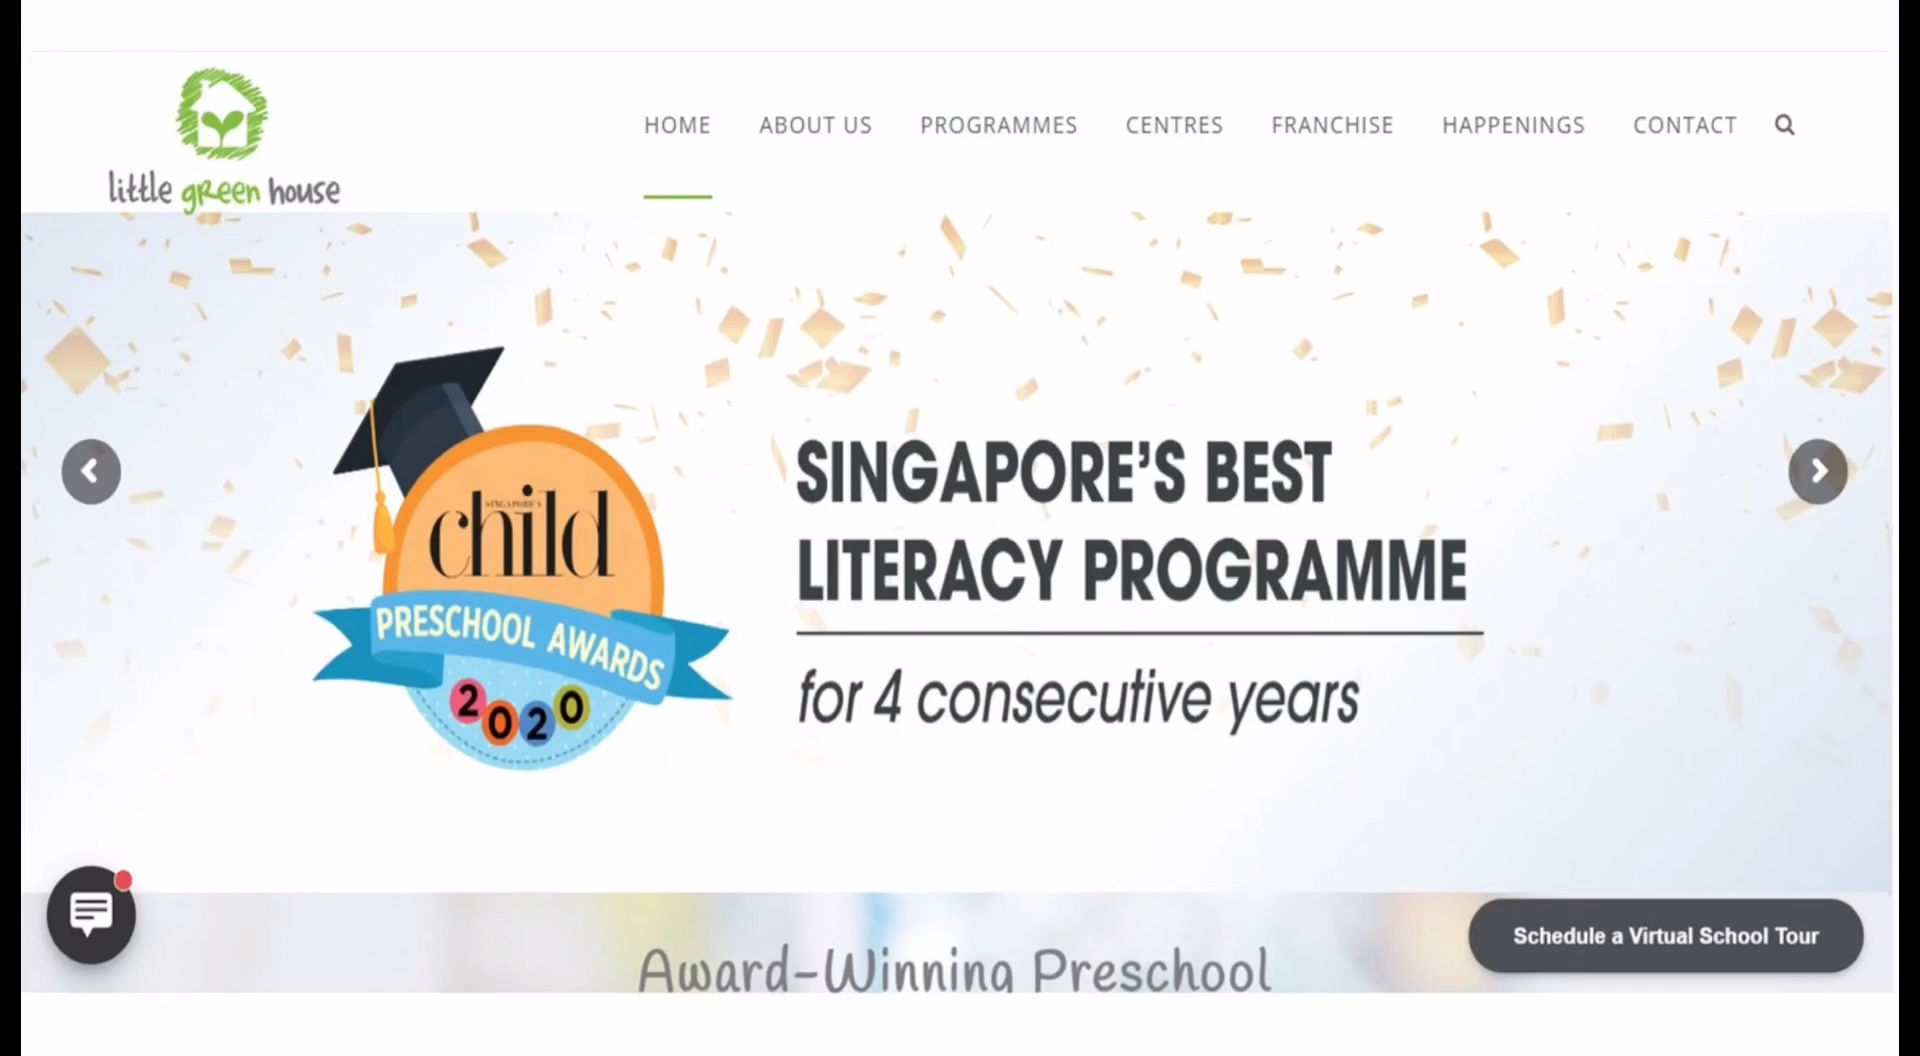 little green house
HOME
ABOUT US
PROGRAMMES
CENTRES
FRANCHISE
HAPPENINGS
CONTACT
SINGAPORE'S
child
PRESCHOOL AWARDS
2020
SINGAPORE'S BEST
LITERACY PROGRAMME
for 4 consecutive years
Award-Winning Preschool
Schedule a Virtual School Tour